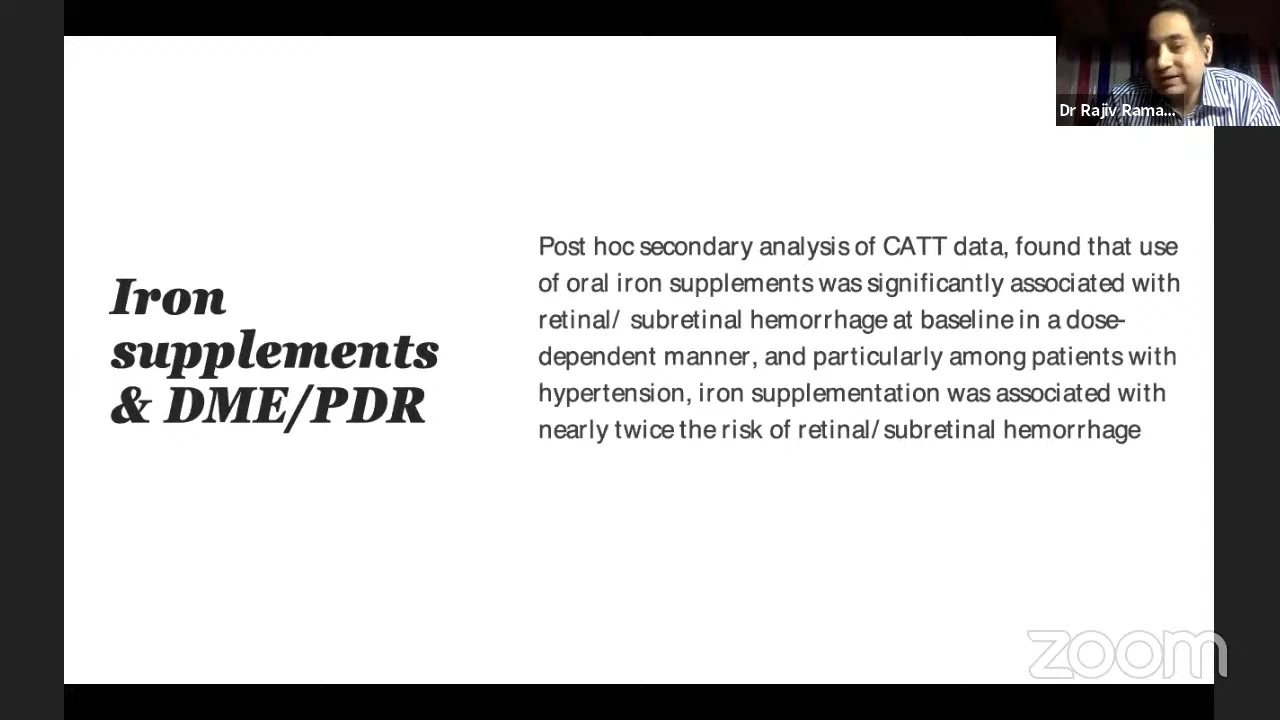 Dr Rajiv Rama...
Iron
supplements
& DME/PDR
Post hoc secondary analysis of CATT data, found that use
of oral iron supplements was significantly associated with
retinal/ subretinal hemorrhage at baseline in a dose-
dependent manner, and particularly among patients with
hypertension, iron supplementation was associated with
nearly twice the risk of retinal/ subretinal hemorrhage
zoom